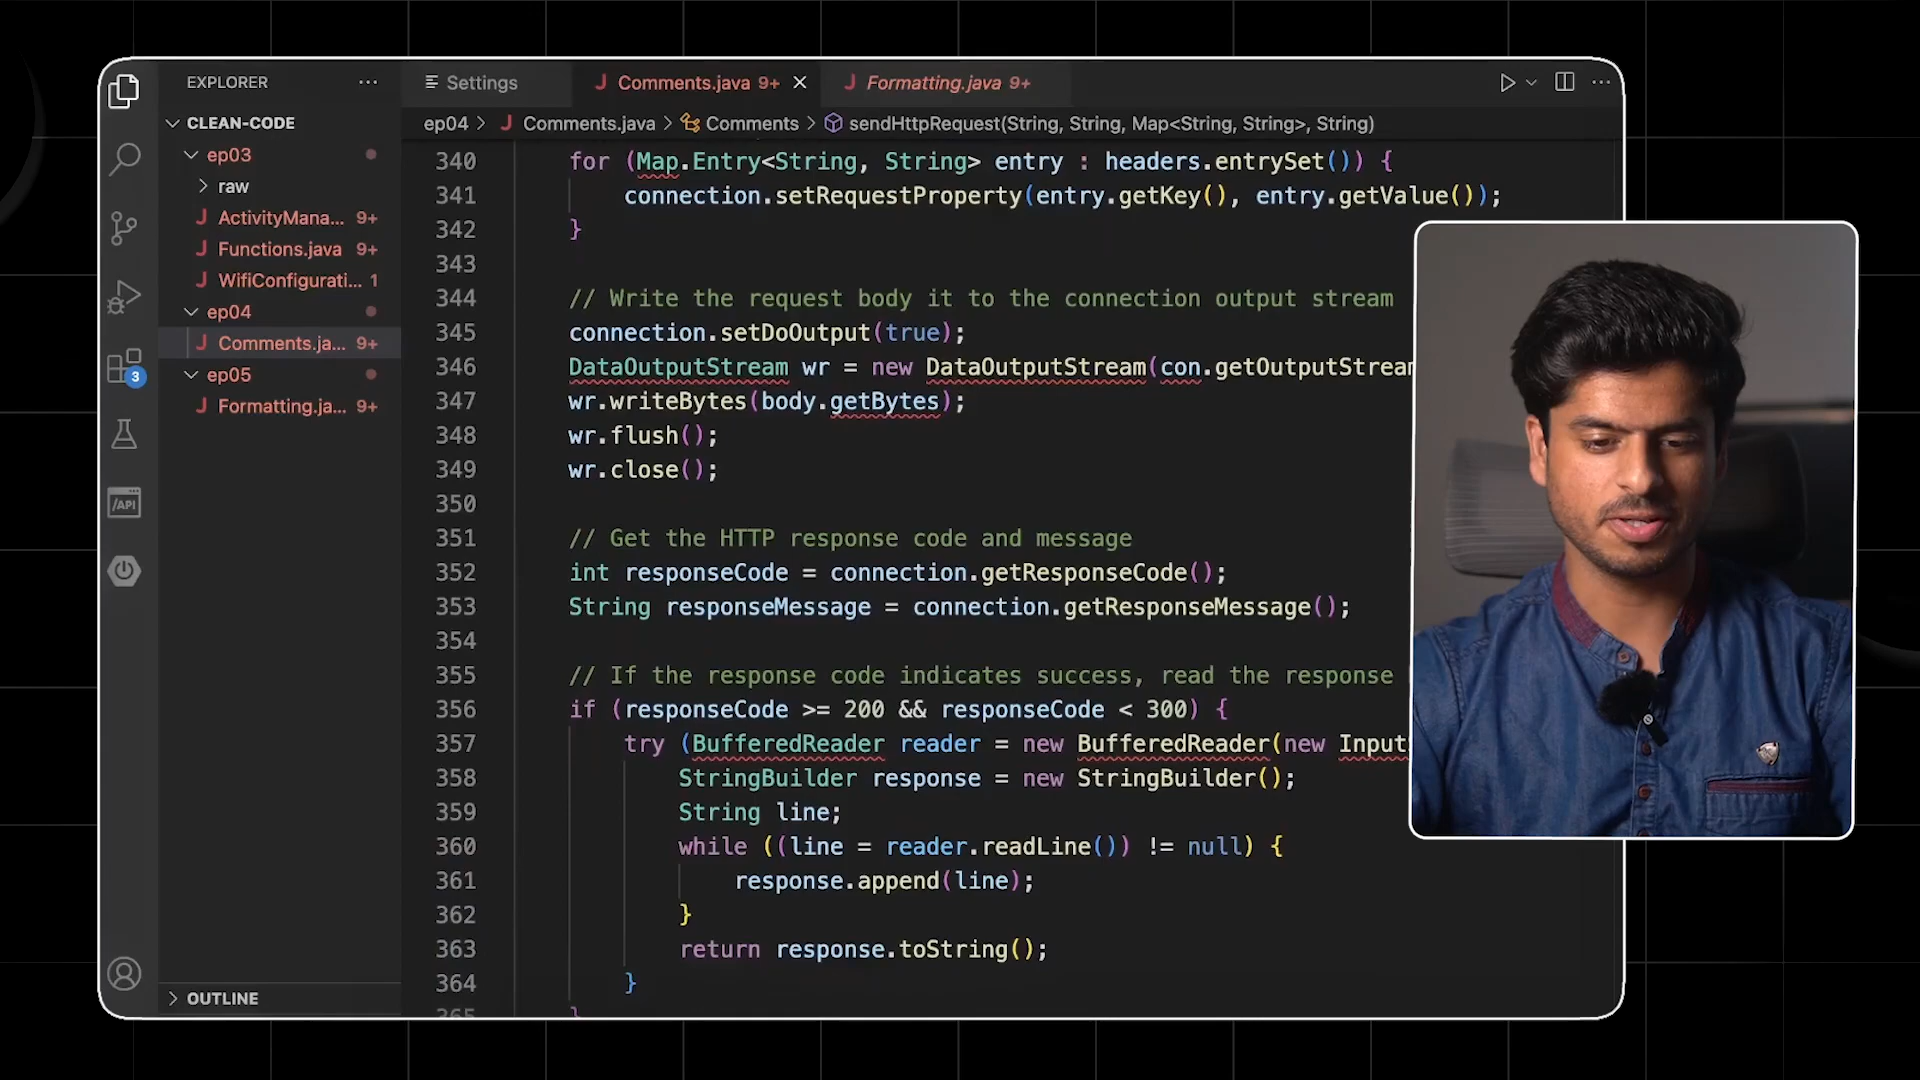 EXPLORER
CLEAN-CODE
ep03
raw
ActivityMana... 9+
Functions.java 9+
WifiConfigurati... 1
ep04
Comments.ja... 9+
ep05
Formatting.ja... 9+
3
/API
OUTLINE
Settings
J Comments.java 9+
J Formatting.java 9+
ep04 > J Comments.java > Comments > sendHttpRequest(String, String, Map<String, String>, String)
340 for (Map.Entry<String, String> entry : headers.entrySet()) {
341 connection.setRequestProperty(entry.getKey(), entry.getValue());
342 }
343
344 // Write the request body it to the connection output stream
345 connection.setDoOutput(true);
346 DataOutputStream wr = new DataOutputStream(con.getOutputStream
347 wr.writeBytes(body.getBytes);
348 wr.flush();
349 wr.close();
350
351 // Get the HTTP response code and message
352 int responseCode = connection.getResponseCode();
353 String responseMessage = connection.getResponseMessage();
354
355 // If the response code indicates success, read the response
356 if (responseCode >= 200 && responseCode < 300) {
357 try (BufferedReader reader = new BufferedReader(new Input
358 StringBuilder response = new StringBuilder();
359 String line;
360 while ((line = reader.readLine()) != null) {
361 response.append(line);
362 }
363 return response.toString();
364 }
365 }